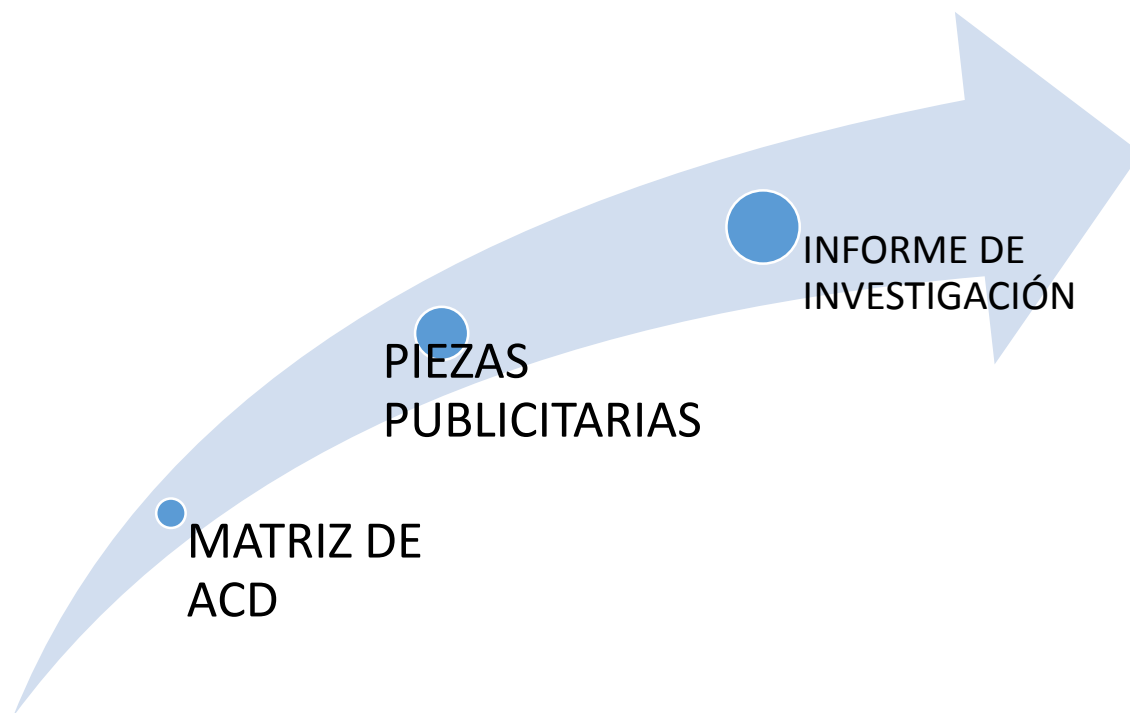 INFORME DE
INVESTIGACIÓN
PIEZAS
PUBLICITARIAS
MATRIZ DE
ACD